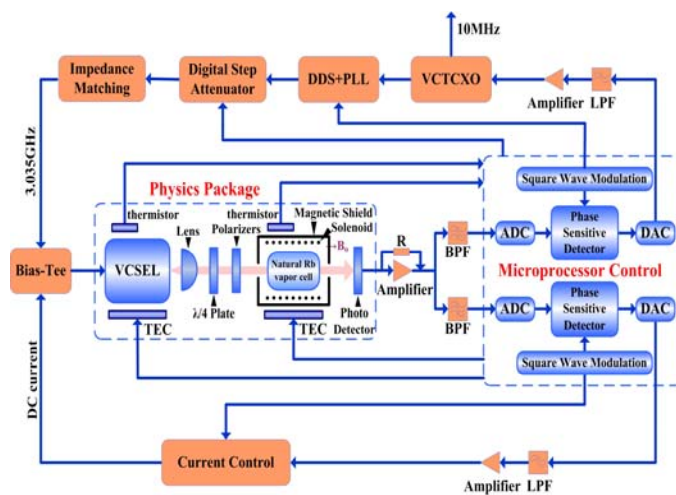 10MHz
Impedance
Matching
Digital Step
Attenuator
DDS+PLL
VCTCXO
Amplifier LPF
3.035GHz
Square Wave Modulation
Physics Package
thermistor
thermistor
Magnetic Shield
Solenoid
Lens
Polarizers
B₀
R
BPF
ADC
Phase
Sensitive
Detector
DAC
Bias-Tee
VCSEL
Natural Rb
vapor cell
Amplifier
Microprocessor Control
λ/4 Plate
Photo
Detector
TEC
TEC
BPF
ADC
Phase
Sensitive
Detector
DAC
Square Wave Modulation
DC current
Current Control
Amplifier LPF